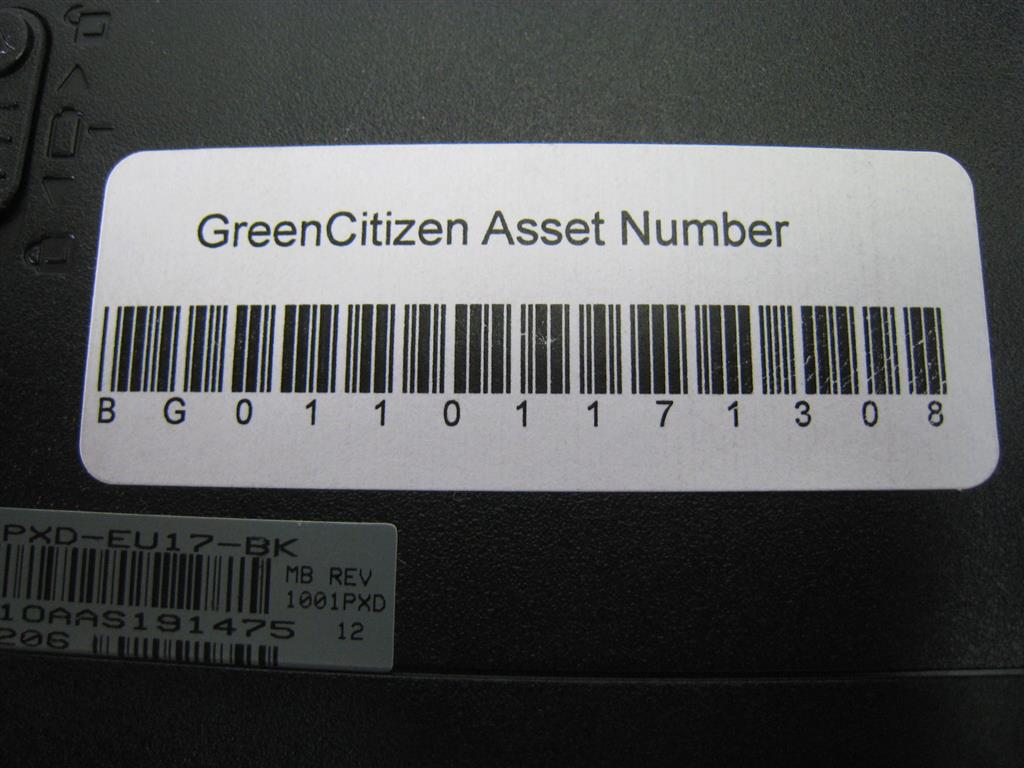 GreenCitizen Asset Number
B G 0 1 1 0 1 1 7 1 3 0 8
PXD-EU17-BK
MB REV
1001PXD
10AAS191475
12
206